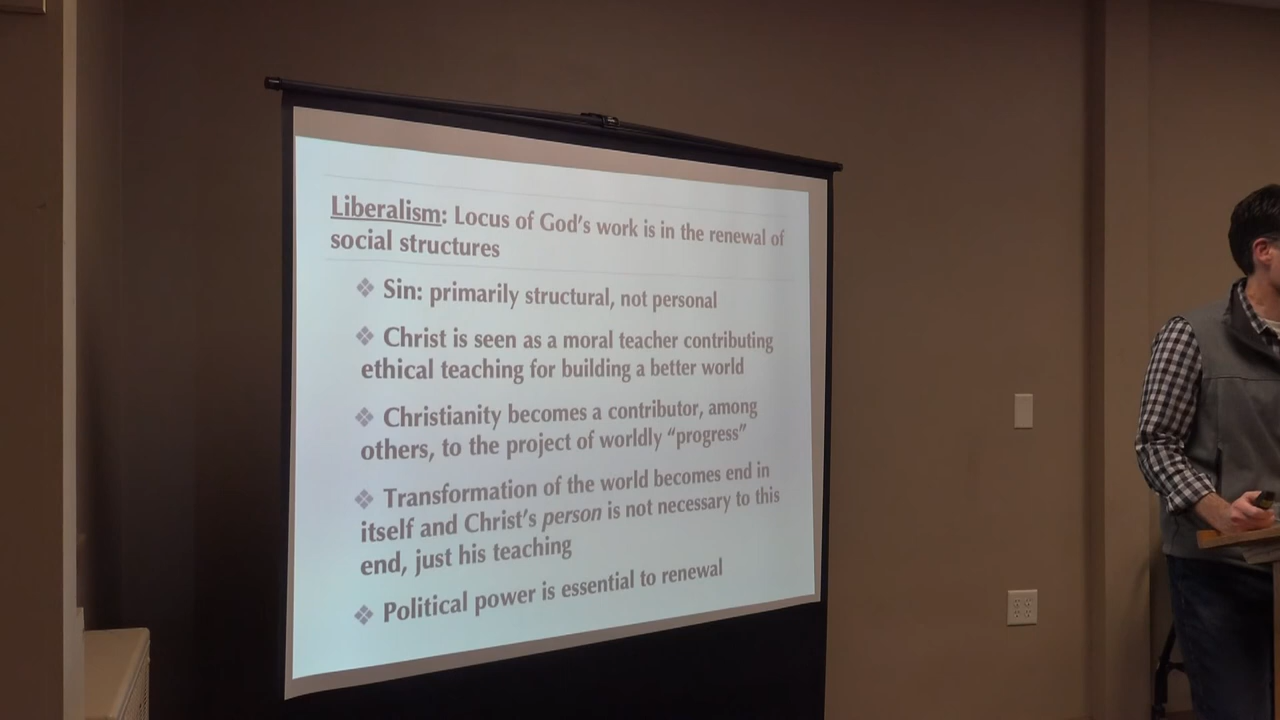 Liberalism: Locus of God's work is in the renewal of
social structures
❖ Sin: primarily structural, not personal
❖ Christ is seen as a moral teacher contributing
ethical teaching for building a better world
❖ Christianity becomes a contributor, among
others, to the project of worldly “progress”
❖ Transformation of the world becomes end in
itself and Christ's person is not necessary to this
end, just his teaching
❖ Political power is essential to renewal